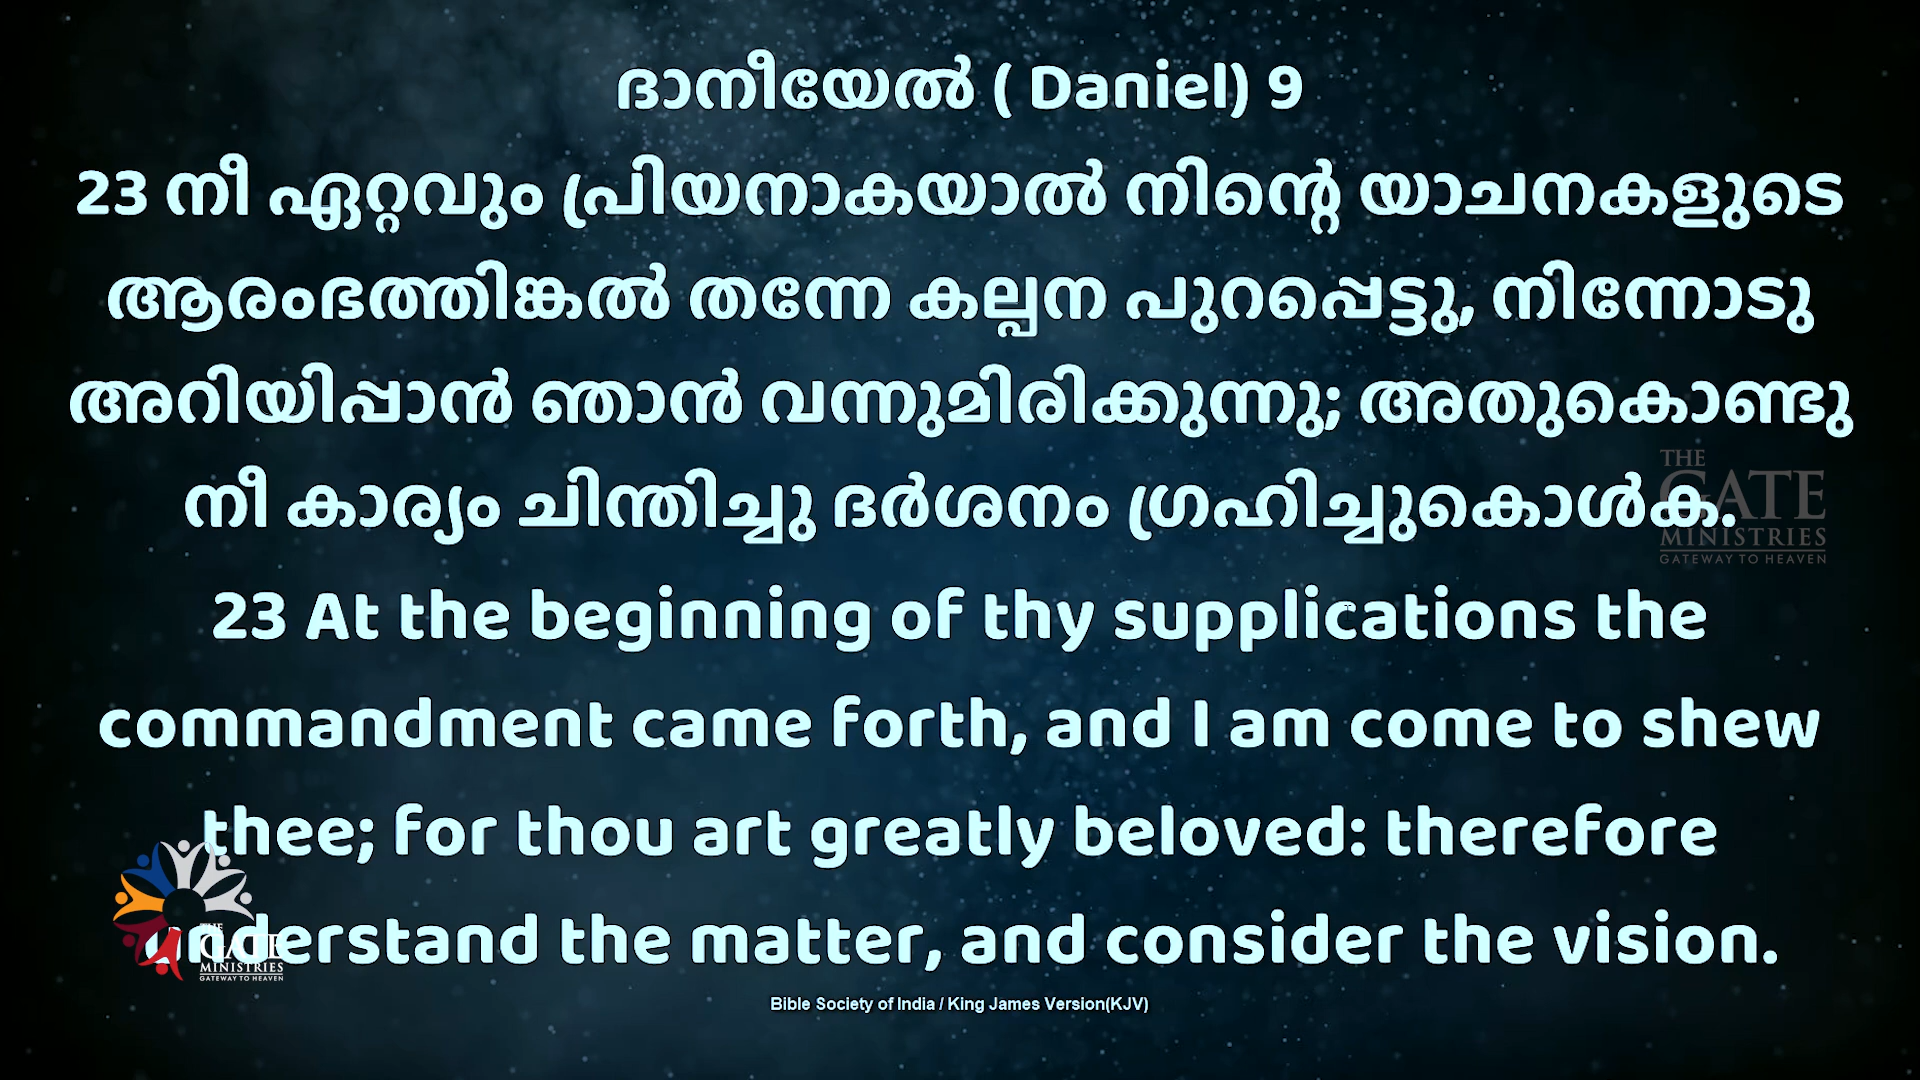 ദാനീയേൽ ( Daniel) 9
23 നീ ഏറ്റവും പ്രിയനാകയാൽ നിന്റെ യാചനകളുടെ
ആരംഭത്തിങ്കൽ തന്നേ കല്പന പുറപ്പെട്ടു, നിന്നോടു
അറിയിപ്പാൻ ഞാൻ വന്നുമിരിക്കുന്നു; അതുകൊണ്ടു
നീ കാര്യം ചിന്തിച്ചു ദർശനം ഗ്രഹിച്ചുകൊൾക.
THE
GATE
MINISTRIES
GATEWAY TO HEAVEN
23 At the beginning of thy supplications the
commandment came forth, and I am come to shew
thee; for thou art greatly beloved: therefore
understand the matter, and consider the vision.
THE
GATE
MINISTRIES
GATEWAY TO HEAVEN
Bible Society of India / King James Version(KJV)